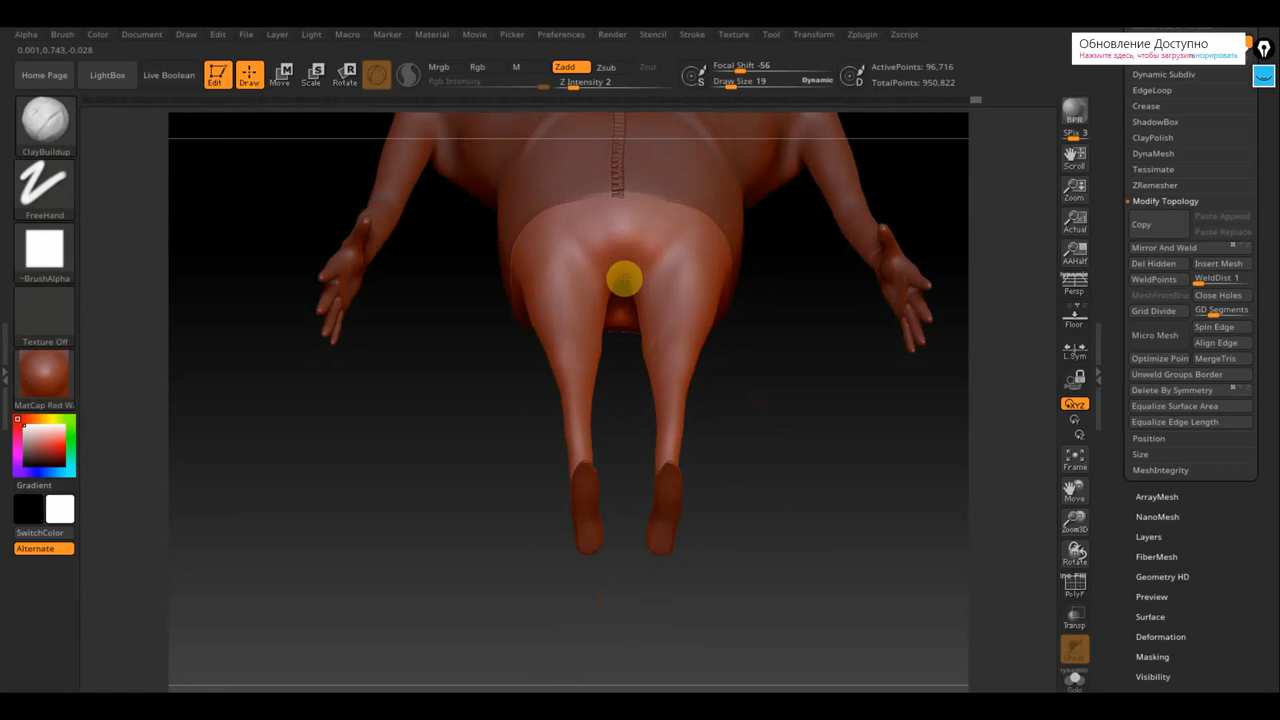 Alpha Brush Color Document Draw Edit File Layer Light Macro Marker Material Movie Picker Preferences Render Stencil Stroke Texture Tool Transform Zplugin Zscript
0.001,0.743,-0.028
Обновление Доступно
Нажмите здесь, чтобы загрузить
Home Page
LightBox
Live Boolean
Edit
Draw
Move
Scale
Rotate
Mrgb
Rgb
M
Rgb Intensity
Zadd
Zsub
Zcut
Z Intensity 2
S
Focal Shift -56
Draw Size 19
Dynamic
D
ActivePoints: 96,716
TotalPoints: 950,822
ClayBuildup
FreeHand
~BrushAlpha
Texture Off
MatCap Red Wa
Gradient
SwitchColor
Alternate
BPR
SPix 3
Scroll
Zoom
Actual
AAHalf
Dynamic
Persp
Floor
L.Sym
XYZ
Frame
Move
Zoom3D
Rotate
PolyF
Transp
Ghost
Dynamic
Solo
Dynamic Subdiv
EdgeLoop
Crease
ShadowBox
ClayPolish
DynaMesh
Tessimate
ZRemesher
Modify Topology
Copy
Paste Append
Paste Replace
Mirror And Weld
Del Hidden
Insert Mesh
WeldPoints
WeldDist 1
MeshFromBru
Close Holes
Grid Divide
GD Segments
Micro Mesh
Spin Edge
Align Edge
Optimize Poin
MergeTris
Unweld Groups Border
Delete By Symmetry
Equalize Surface Area
Equalize Edge Length
Position
Size
MeshIntegrity
ArrayMesh
NanoMesh
Layers
FiberMesh
Geometry HD
Preview
Surface
Deformation
Masking
Visibility